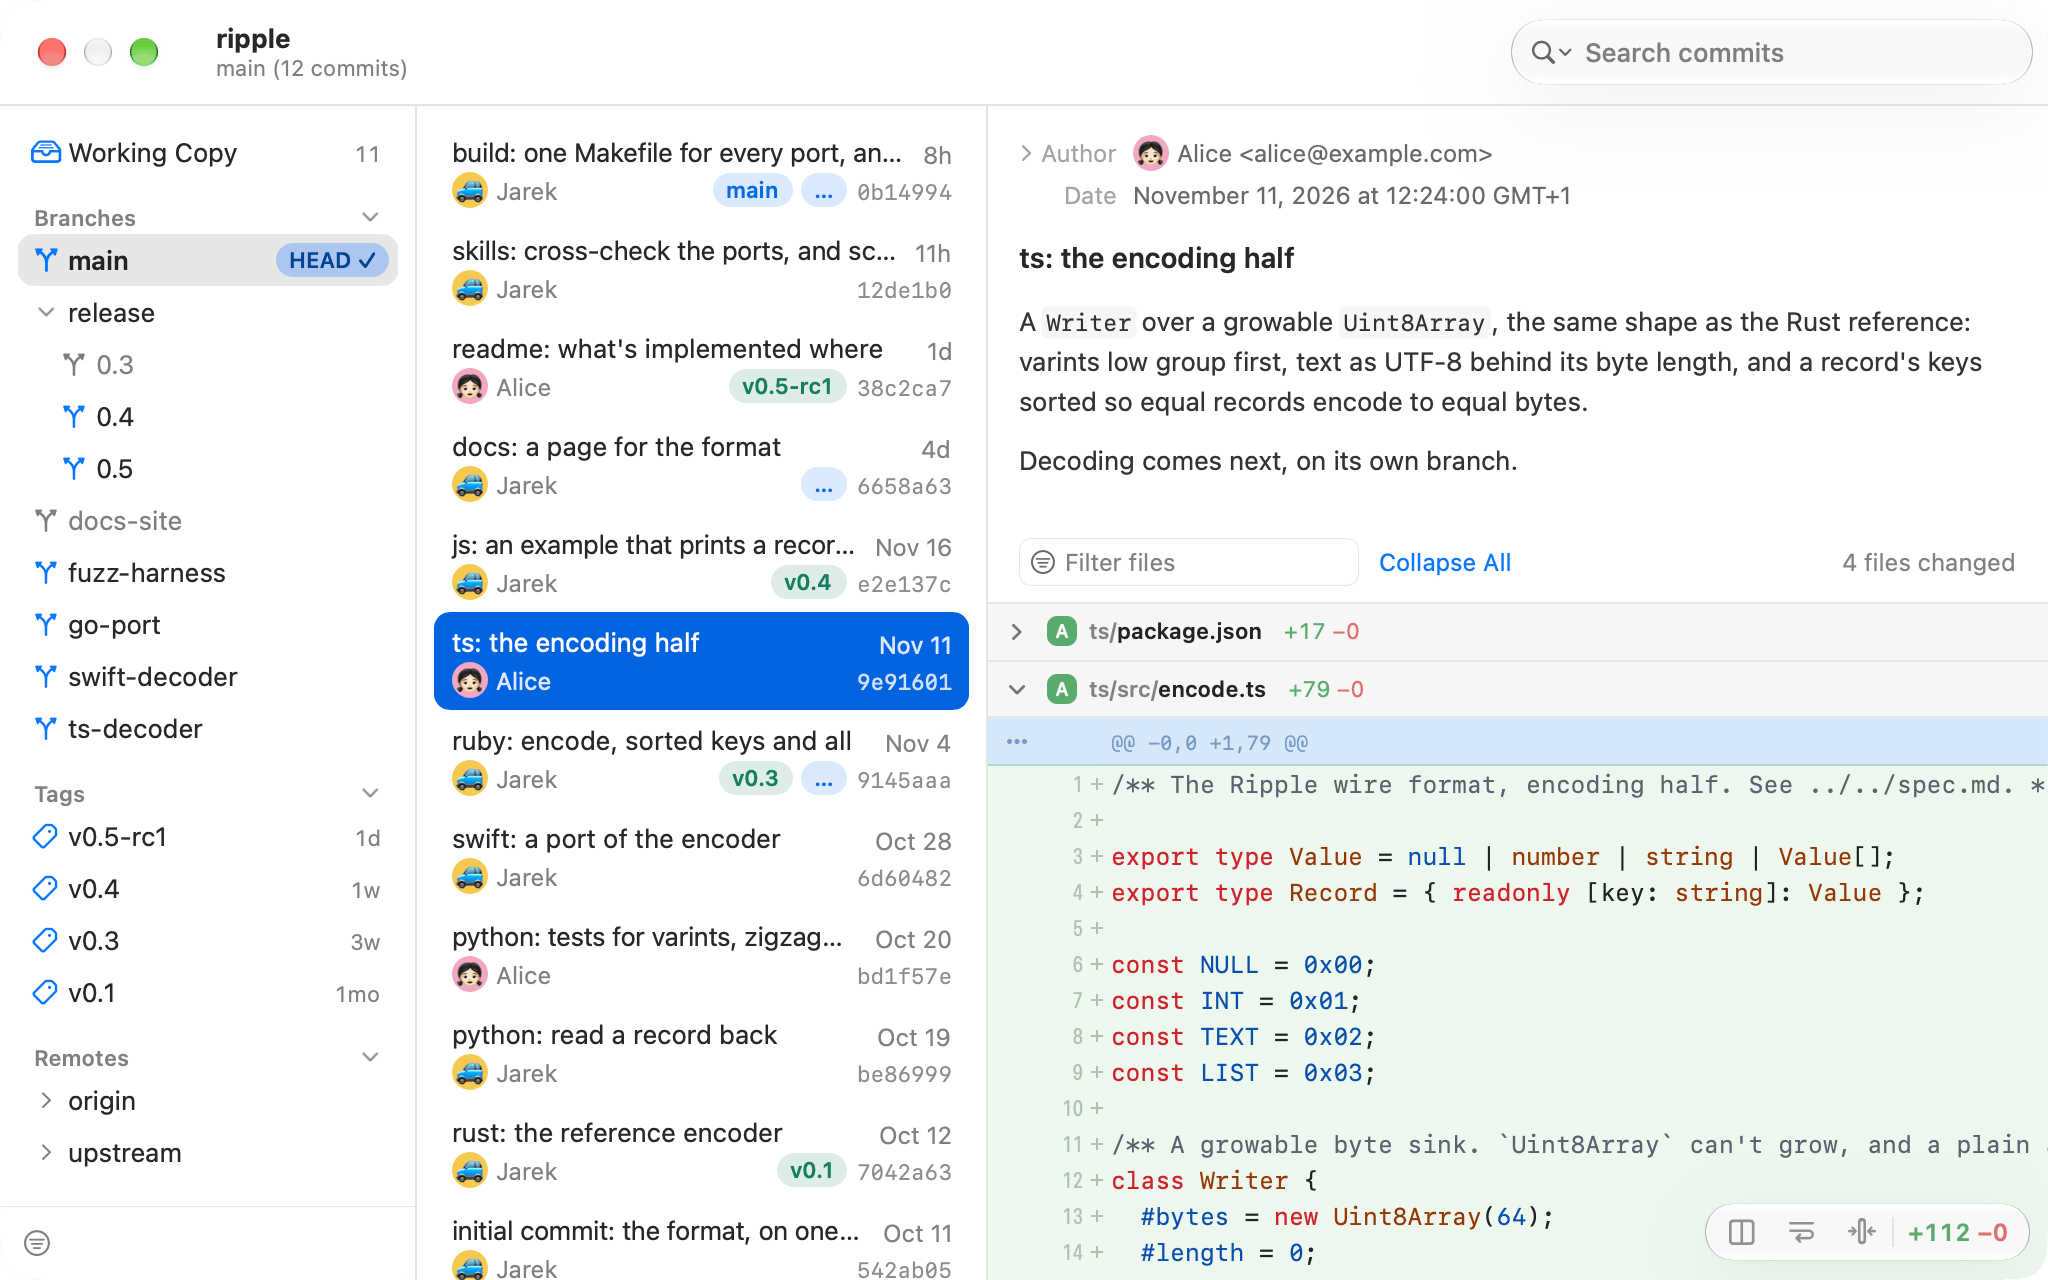 ripple
main (12 commits)
Search commits
Working Copy 11
Branches
main HEAD ✓
release
0.3
0.4
0.5
docs-site
fuzz-harness
go-port
swift-decoder
ts-decoder
Tags
v0.5-rc1 1d
v0.4 1w
v0.3 3w
v0.1 1mo
Remotes
origin
upstream
build: one Makefile for every port, an... 8h
Jarek main ... 0b14994
skills: cross-check the ports, and sc... 11h
Jarek 12de1b0
readme: what's implemented where 1d
Alice v0.5-rc1 38c2ca7
docs: a page for the format 4d
Jarek ... 6658a63
js: an example that prints a recor... Nov 16
Jarek v0.4 e2e137c
ts: the encoding half Nov 11
Alice 9e91601
ruby: encode, sorted keys and all Nov 4
Jarek v0.3 ... 9145aaa
swift: a port of the encoder Oct 28
Jarek 6d60482
python: tests for varints, zigzag... Oct 20
Alice bd1f57e
python: read a record back Oct 19
Jarek be86999
rust: the reference encoder Oct 12
Jarek v0.1 7042a63
initial commit: the format, on one... Oct 11
Jarek 542ab05
Author Alice <alice@example.com>
Date November 11, 2026 at 12:24:00 GMT+1
ts: the encoding half
A Writer over a growable Uint8Array, the same shape as the Rust reference:
varints low group first, text as UTF-8 behind its byte length, and a record's keys
sorted so equal records encode to equal bytes.
Decoding comes next, on its own branch.
Filter files Collapse All 4 files changed
A ts/package.json +17 −0
A ts/src/encode.ts +79 −0
... @@ -0,0 +1,79 @@
1 + /** The Ripple wire format, encoding half. See ../../spec.md. *
2 +
3 + export type Value = null | number | string | Value[];
4 + export type Record = { readonly [key: string]: Value };
5 +
6 + const NULL = 0x00;
7 + const INT = 0x01;
8 + const TEXT = 0x02;
9 + const LIST = 0x03;
10 +
11 + /** A growable byte sink. `Uint8Array` can't grow, and a plain
12 + class Writer {
13 + #bytes = new Uint8Array(64);
14 + #length = 0;
+112 −0